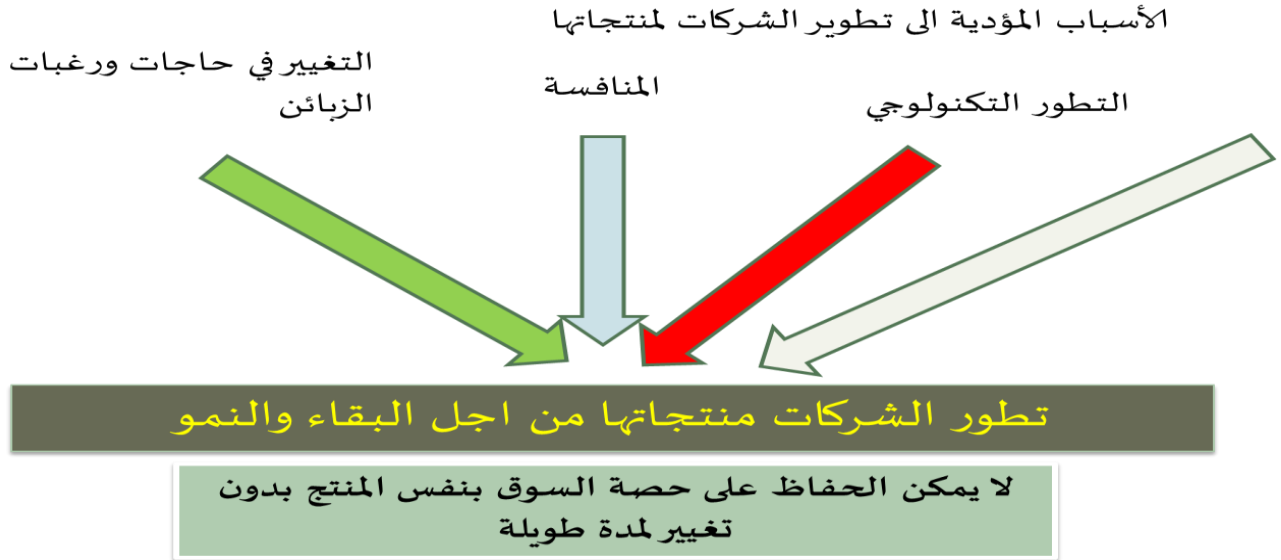 الأسباب المؤدية الى تطوير الشركات لمنتجاتها
التطور التكنولوجي
المنافسة
التغيير في حاجات ورغبات
الزبائن
تطور الشركات منتجاتها من اجل البقاء والنمو
لا يمكن الحفاظ على حصة السوق بنفس المنتج بدون
تغيير لمدة طويلة